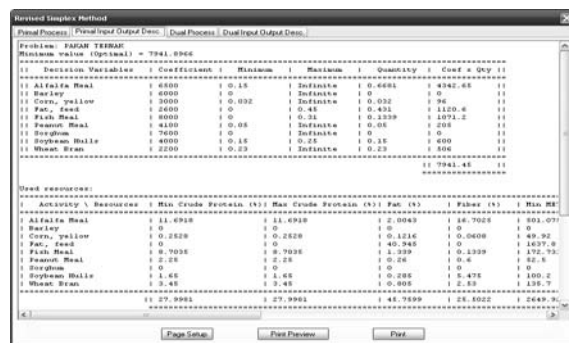 Revised Simplex Method
Primal Process | Primal Input Output Desc. | Dual Process | Dual Input Output Desc.
Problem: PAKAN TERNAK
Minimum value (Optimal) = 7941.8966
|| Decision Variables | Coefficient | Minimum | Maximum | Quantity | Coef x Qty ||
|| Alfalfa Meal | 6500 | 0.15 | Infinite | 0.6681 | 4342.65 ||
|| Barley | 6000 | 0 | Infinite | 0 | 0 ||
|| Corn, yellow | 3000 | 0.032 | Infinite | 0.032 | 96 ||
|| Fat, feed | 2600 | 0 | 0.45 | 0.431 | 1120.6 ||
|| Fish Meal | 8000 | 0 | 0.31 | 0.1339 | 1071.2 ||
|| Peanut Meal | 4100 | 0.05 | Infinite | 0.05 | 205 ||
|| Sorghum | 7600 | 0 | Infinite | 0 | 0 ||
|| Soybean Hulls | 4000 | 0.15 | 0.25 | 0.15 | 600 ||
|| Wheat Bran | 2200 | 0.23 | Infinite | 0.23 | 506 ||
|| 7941.45 ||
Used resources:
| Activity \ Resources | Min Crude Protein (%) | Max Crude Protein (%) | Fat (%) | Fiber (%) | Min
| Alfalfa Meal | 11.6918 | 11.6918 | 2.0043 | 16.7025 | 501.07
| Barley | 0 | 0 | 0 | 0 | 0
| Corn, yellow | 0.2528 | 0.2528 | 0.1216 | 0.0608 | 49.92
| Fat, feed | 0 | 0 | 40.945 | 0 | 1637.8
| Fish Meal | 8.7035 | 8.7035 | 1.339 | 0.1339 | 172.73
| Peanut Meal | 2.25 | 2.25 | 0.26 | 0.6 | 52.5
| Sorghum | 0 | 0 | 0 | 0 | 0
| Soybean Hulls | 1.65 | 1.65 | 0.285 | 5.475 | 100.2
| Wheat Bran | 3.45 | 3.45 | 0.805 | 2.53 | 135.7
|| 27.9981 | 27.9981 | 45.7599 | 25.5022 | 2649.9
Page Setup Print Preview Print